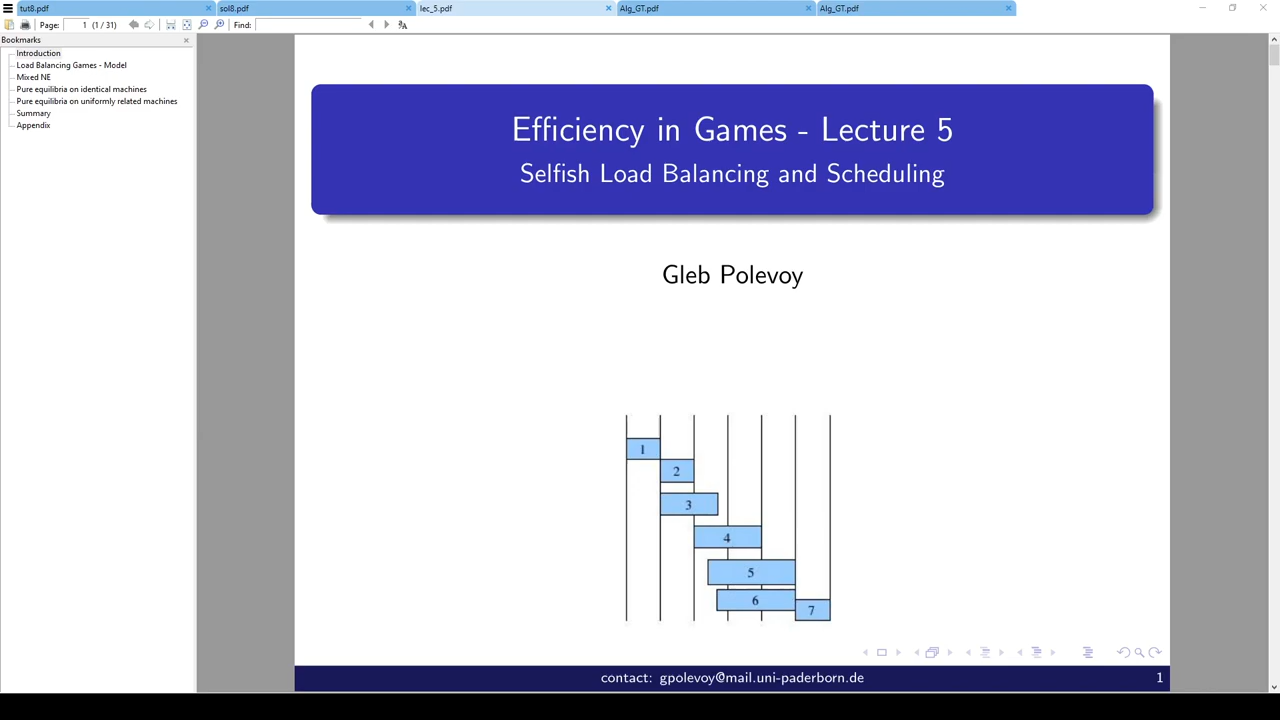 tut8.pdf
sol8.pdf
lec_5.pdf
Alg_GT.pdf
Alg_GT.pdf
Page: 1 (1/31)
Find:
Bookmarks
Introduction
Load Balancing Games - Model
Mixed NE
Pure equilibria on identical machines
Pure equilibria on uniformly related machines
Summary
Appendix
Efficiency in Games - Lecture 5
Selfish Load Balancing and Scheduling
Gleb Polevoy
1
2
3
4
5
6
7
contact: gpolevoy@mail.uni-paderborn.de
1